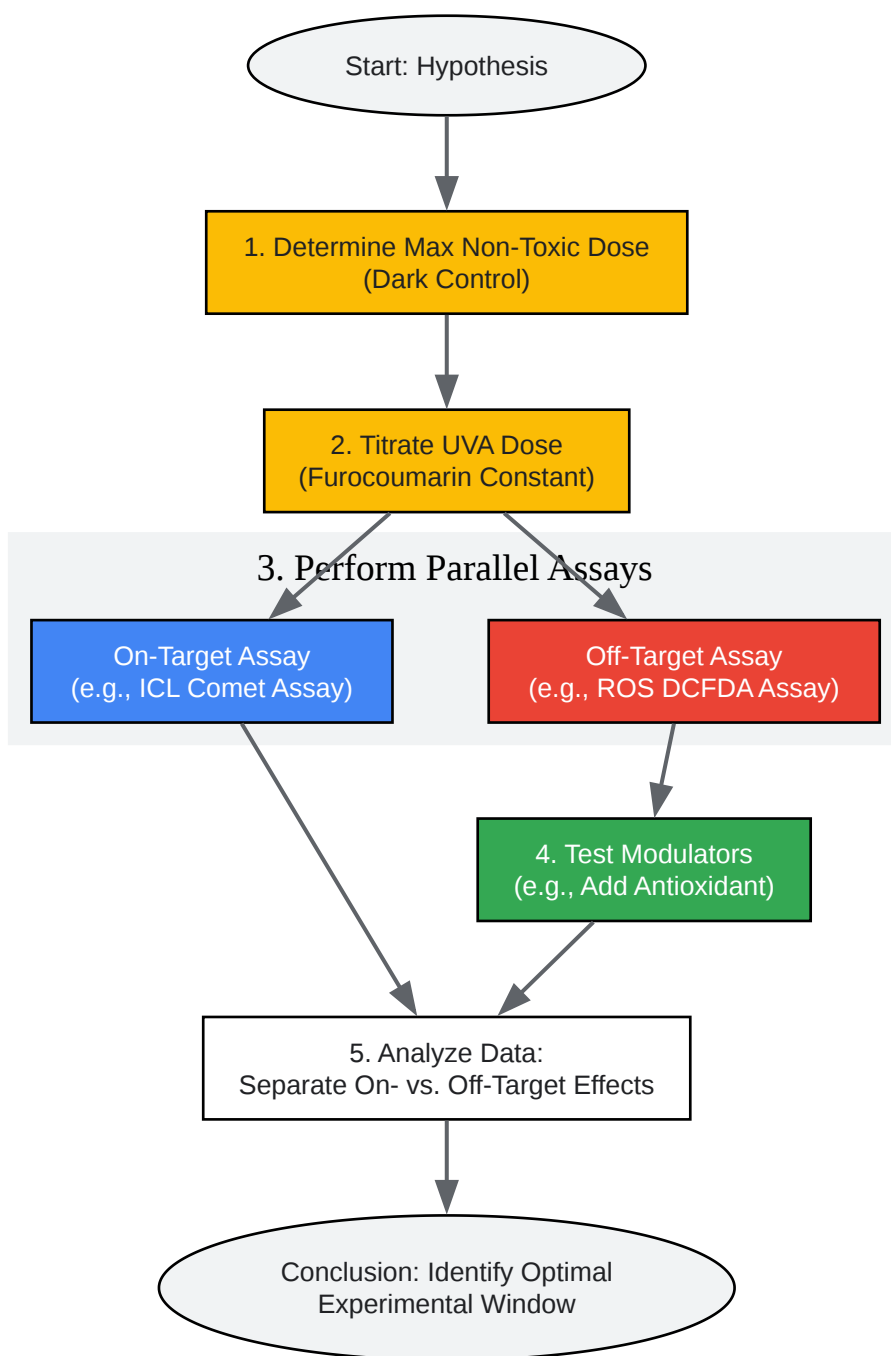 Start: Hypothesis
1. Determine Max Non-Toxic Dose
(Dark Control)
2. Titrate UVA Dose
(Furocoumarin Constant)
3. Perform Parallel Assays
On-Target Assay
(e.g., ICL Comet Assay)
Off-Target Assay
(e.g., ROS DCFDA Assay)
4. Test Modulators
(e.g., Add Antioxidant)
5. Analyze Data:
Separate On- vs. Off-Target Effects
Conclusion: Identify Optimal
Experimental Window